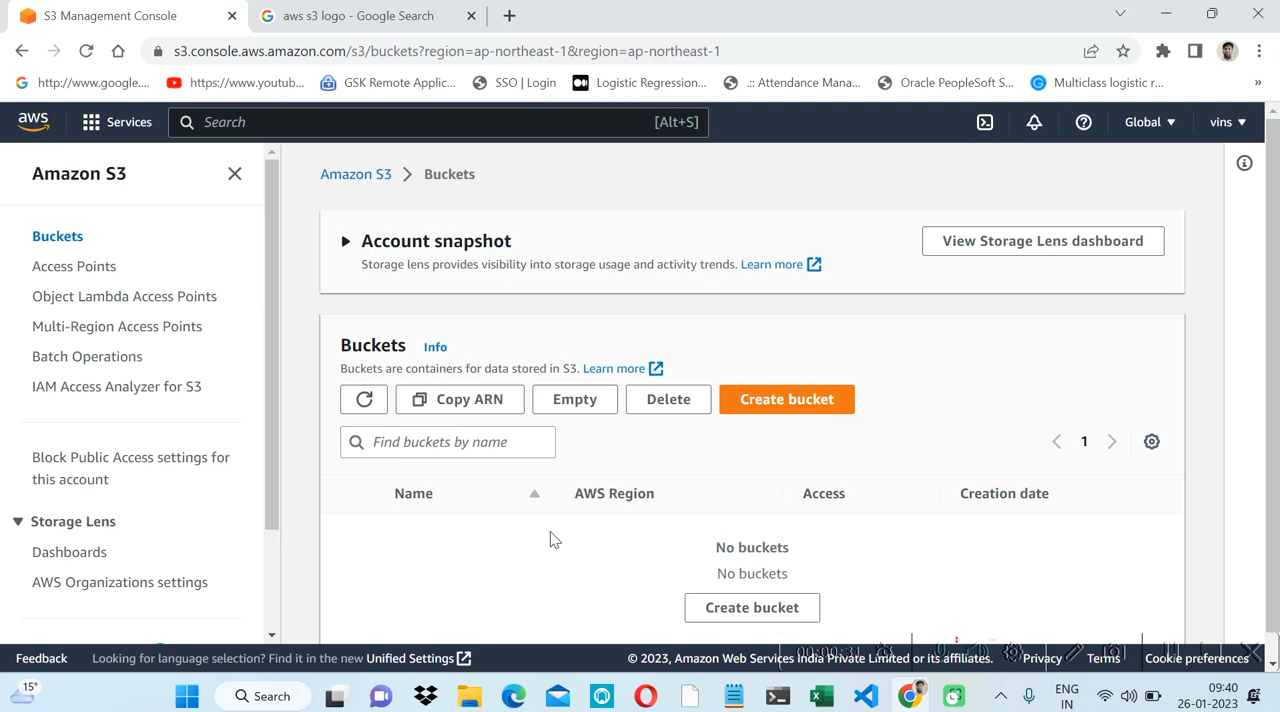 S3 Management Console
aws s3 logo - Google Search
s3.console.aws.amazon.com/s3/buckets?region=ap-northeast-1&region=ap-northeast-1
http://www.google.... https://www.youtub... GSK Remote Applic... SSO | Login Logistic Regression... .:: Attendance Mana... Oracle PeopleSoft S... Multiclass logistic r... »
aws Services Search [Alt+S] Global vins
Amazon S3
Buckets
Access Points
Object Lambda Access Points
Multi-Region Access Points
Batch Operations
IAM Access Analyzer for S3
Block Public Access settings for
this account
Storage Lens
Dashboards
AWS Organizations settings
Amazon S3 > Buckets
Account snapshot
View Storage Lens dashboard
Storage lens provides visibility into storage usage and activity trends. Learn more
Buckets Info
Buckets are containers for data stored in S3. Learn more
Copy ARN Empty Delete Create bucket
Find buckets by name 1
Name AWS Region Access Creation date
No buckets
No buckets
Create bucket
Feedback Looking for language selection? Find it in the new Unified Settings © 2023, Amazon Web Services India Private Limited or its affiliates. Privacy Terms Cookie preferences
00:00:31
15° Search ENG 09:40
IN 26-01-2023